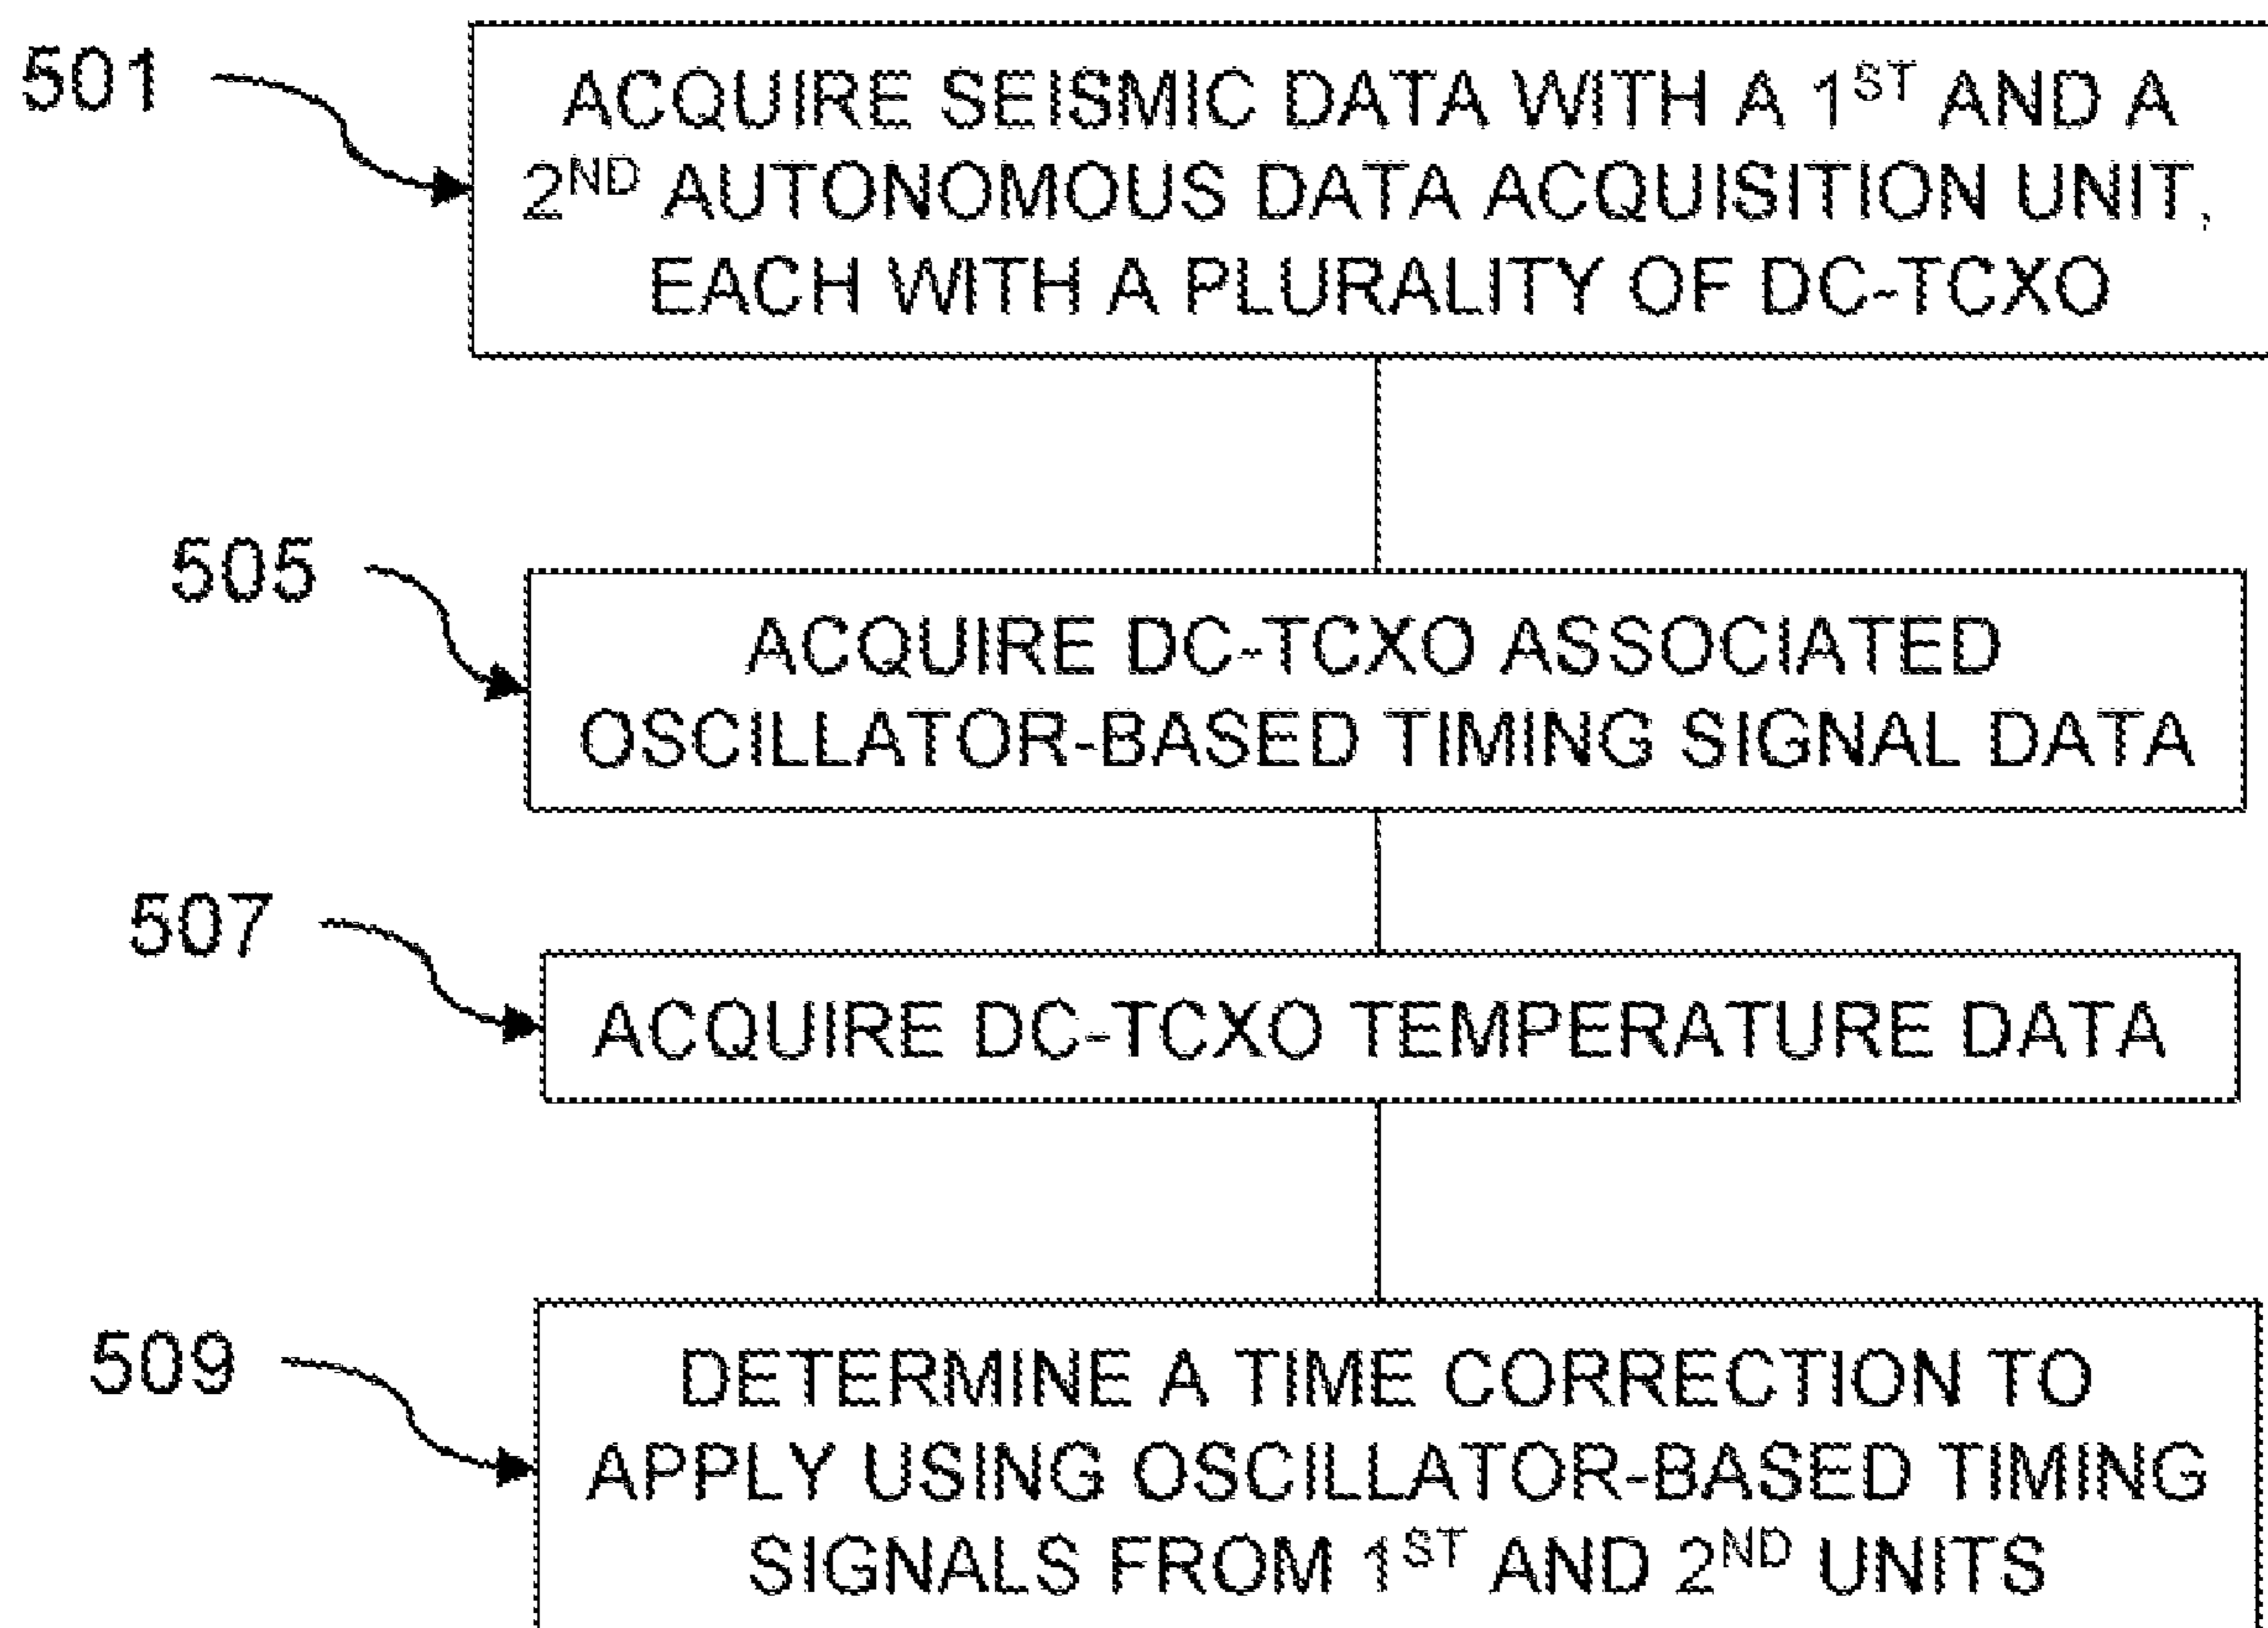 501
ACQUIRE SEISMIC DATA WITH A 1ST AND A
2ND AUTONOMOUS DATA ACQUISITION UNIT,
EACH WITH A PLURALITY OF DC-TCXO
505
ACQUIRE DC-TCXO ASSOCIATED
OSCILLATOR-BASED TIMING SIGNAL DATA
507
ACQUIRE DC-TCXO TEMPERATURE DATA
509
DETERMINE A TIME CORRECTION TO
APPLY USING OSCILLATOR-BASED TIMING
SIGNALS FROM 1ST AND 2ND UNITS